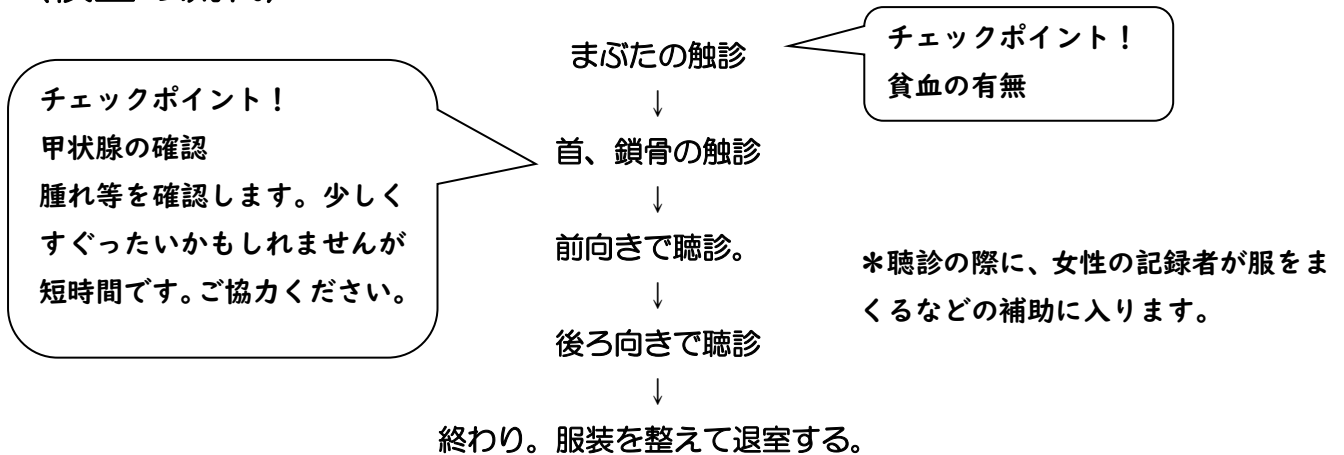 まぶたの触診
チェックポイント！
貧血の有無
↓
チェックポイント！
甲状腺の確認
腫れ等を確認します。少しく
すぐったいかもしれませんが
短時間です。ご協力ください。
首、鎖骨の触診
↓
前向きで聴診。
＊聴診の際に、女性の記録者が服をま
くるなどの補助に入ります。
↓
後ろ向きで聴診
↓
終わり。服装を整えて退室する。